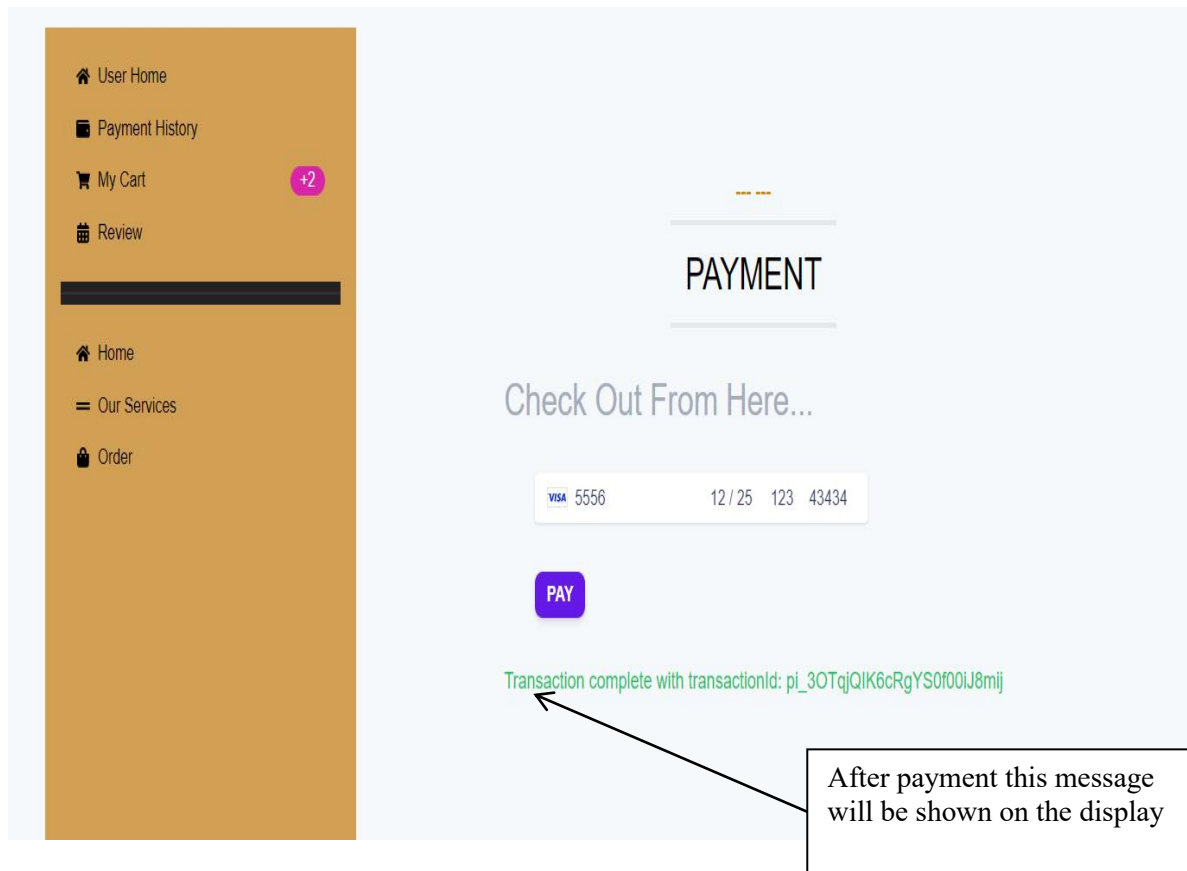 User Home
Payment History
My Cart +2
Review
Home
Our Services
Order
--- ---
PAYMENT
Check Out From Here...
VISA 5556 12 / 25 123 43434
PAY
Transaction complete with transactionId: pi_3OTqjQIK6cRgYS0f00iJ8mij
After payment this message
will be shown on the display